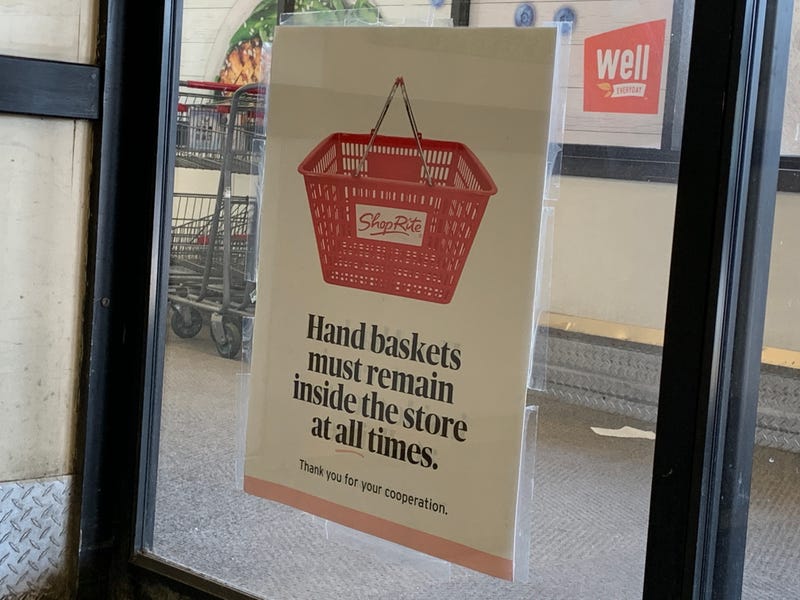 well
EVERYDAY
ShopRite
Hand baskets
must remain
inside the store
at all times.
Thank you for your cooperation.